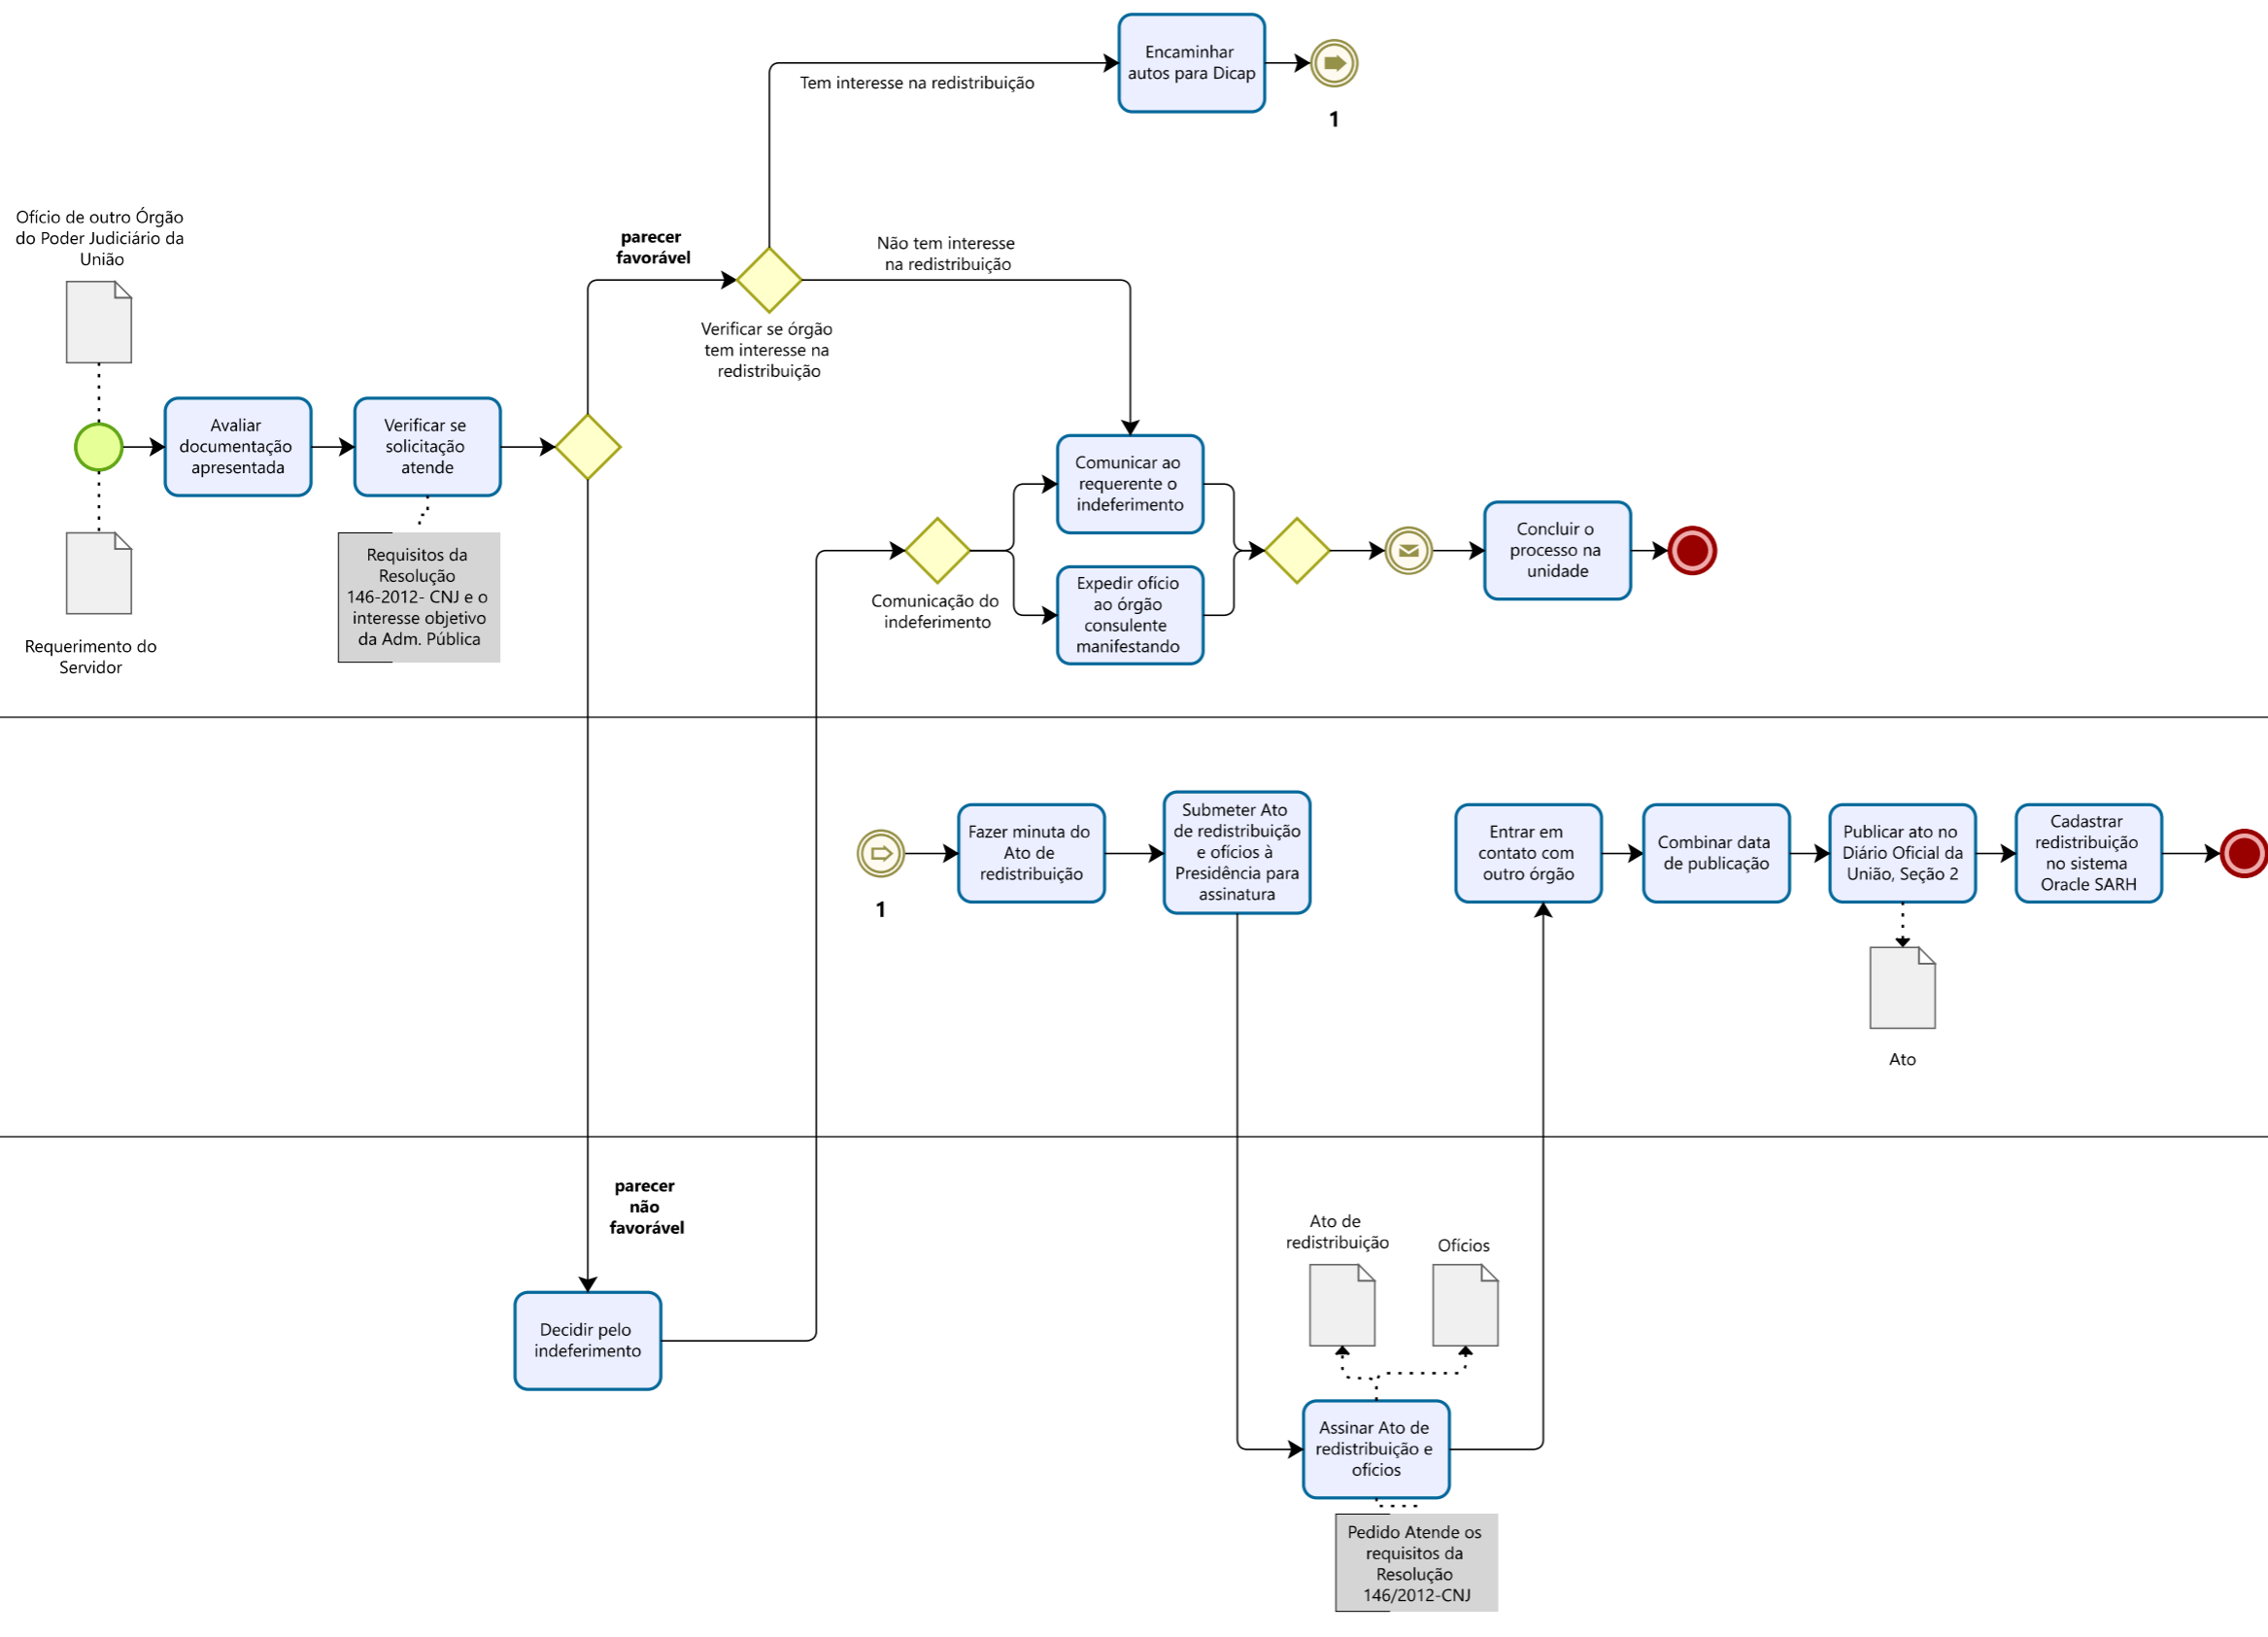 Encaminhar
autos para Dicap
Tem interesse na redistribuição
1
Ofício de outro Órgão
do Poder Judiciário da
União
parecer
favorável
Não tem interesse
na redistribuição
Verificar se órgão
tem interesse na
redistribuição
Avaliar
documentação
apresentada
Verificar se
solicitação
atende
Requisitos da
Resolução
146-2012- CNJ e o
interesse objetivo
da Adm. Pública
Requerimento do
Servidor
Comunicar ao
requerente o
indeferimento
Comunicação do
indeferimento
Expedir ofício
ao órgão
consulente
manifestando
Concluir o
processo na
unidade
1
Fazer minuta do
Ato de
redistribuição
Submeter Ato
de redistribuição
e ofícios à
Presidência para
assinatura
Entrar em
contato com
outro órgão
Combinar data
de publicação
Publicar ato no
Diário Oficial da
União, Seção 2
Cadastrar
redistribuição
no sistema
Oracle SARH
Ato
parecer
não
favorável
Decidir pelo
indeferimento
Ato de
redistribuição
Ofícios
Assinar Ato de
redistribuição e
ofícios
Pedido Atende os
requisitos da
Resolução
146/2012-CNJ